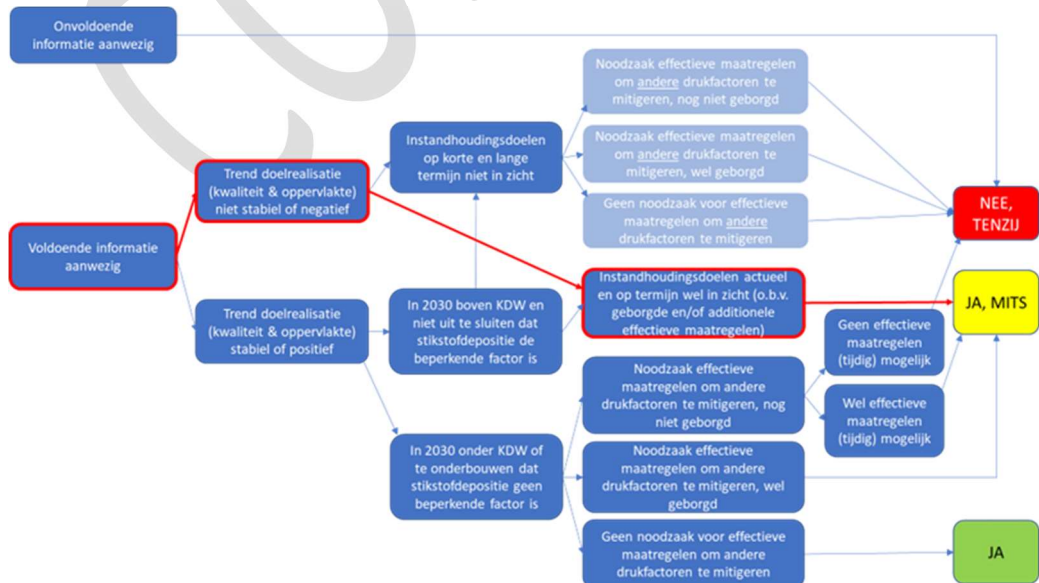 Onvoldoende
informatie aanwezig
Noodzaak effectieve maatregelen
om andere drukfactoren te
mitigeren, nog niet geborgd
Instandhoudingsdoelen
op korte en lange
termijn niet in zicht
Noodzaak effectieve maatregelen
om andere drukfactoren te
mitigeren, wel geborgd
Trend doelrealisatie
(kwaliteit & oppervlakte)
niet stabiel of negatief
Geen noodzaak voor effectieve
maatregelen om andere
drukfactoren te mitigeren
NEE,
TENZIJ
Voldoende informatie
aanwezig
Instandhoudingsdoelen actueel
en op termijn wel in zicht (o.b.v.
geborgde en/of additionele
effectieve maatregelen)
JA, MITS
Trend doelrealisatie
(kwaliteit & oppervlakte)
stabiel of positief
In 2030 boven KDW en
niet uit te sluiten dat
stikstofdepositie de
beperkende factor is
Geen effectieve
maatregelen
(tijdig) mogelijk
Noodzaak effectieve
maatregelen om andere
drukfactoren te mitigeren, nog
niet geborgd
Wel effectieve
maatregelen
(tijdig) mogelijk
In 2030 onder KDW of
te onderbouwen dat
stikstofdepositie geen
beperkende factor is
Noodzaak effectieve
maatregelen om andere
drukfactoren te mitigeren, wel
geborgd
Geen noodzaak voor effectieve
maatregelen om andere
drukfactoren te mitigeren
JA